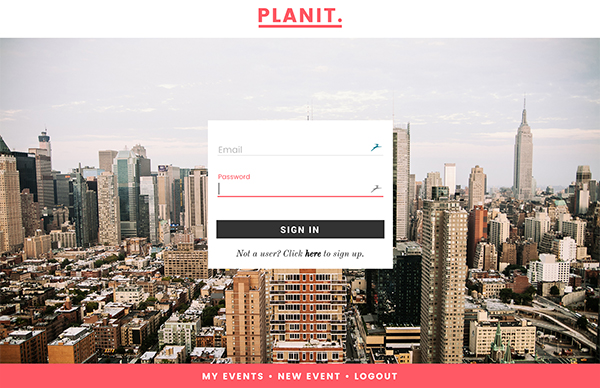 PLANIT.
Email
Password
SIGN IN
Not a user? Click here to sign up.
MY EVENTS • NEW EVENT • LOGOUT